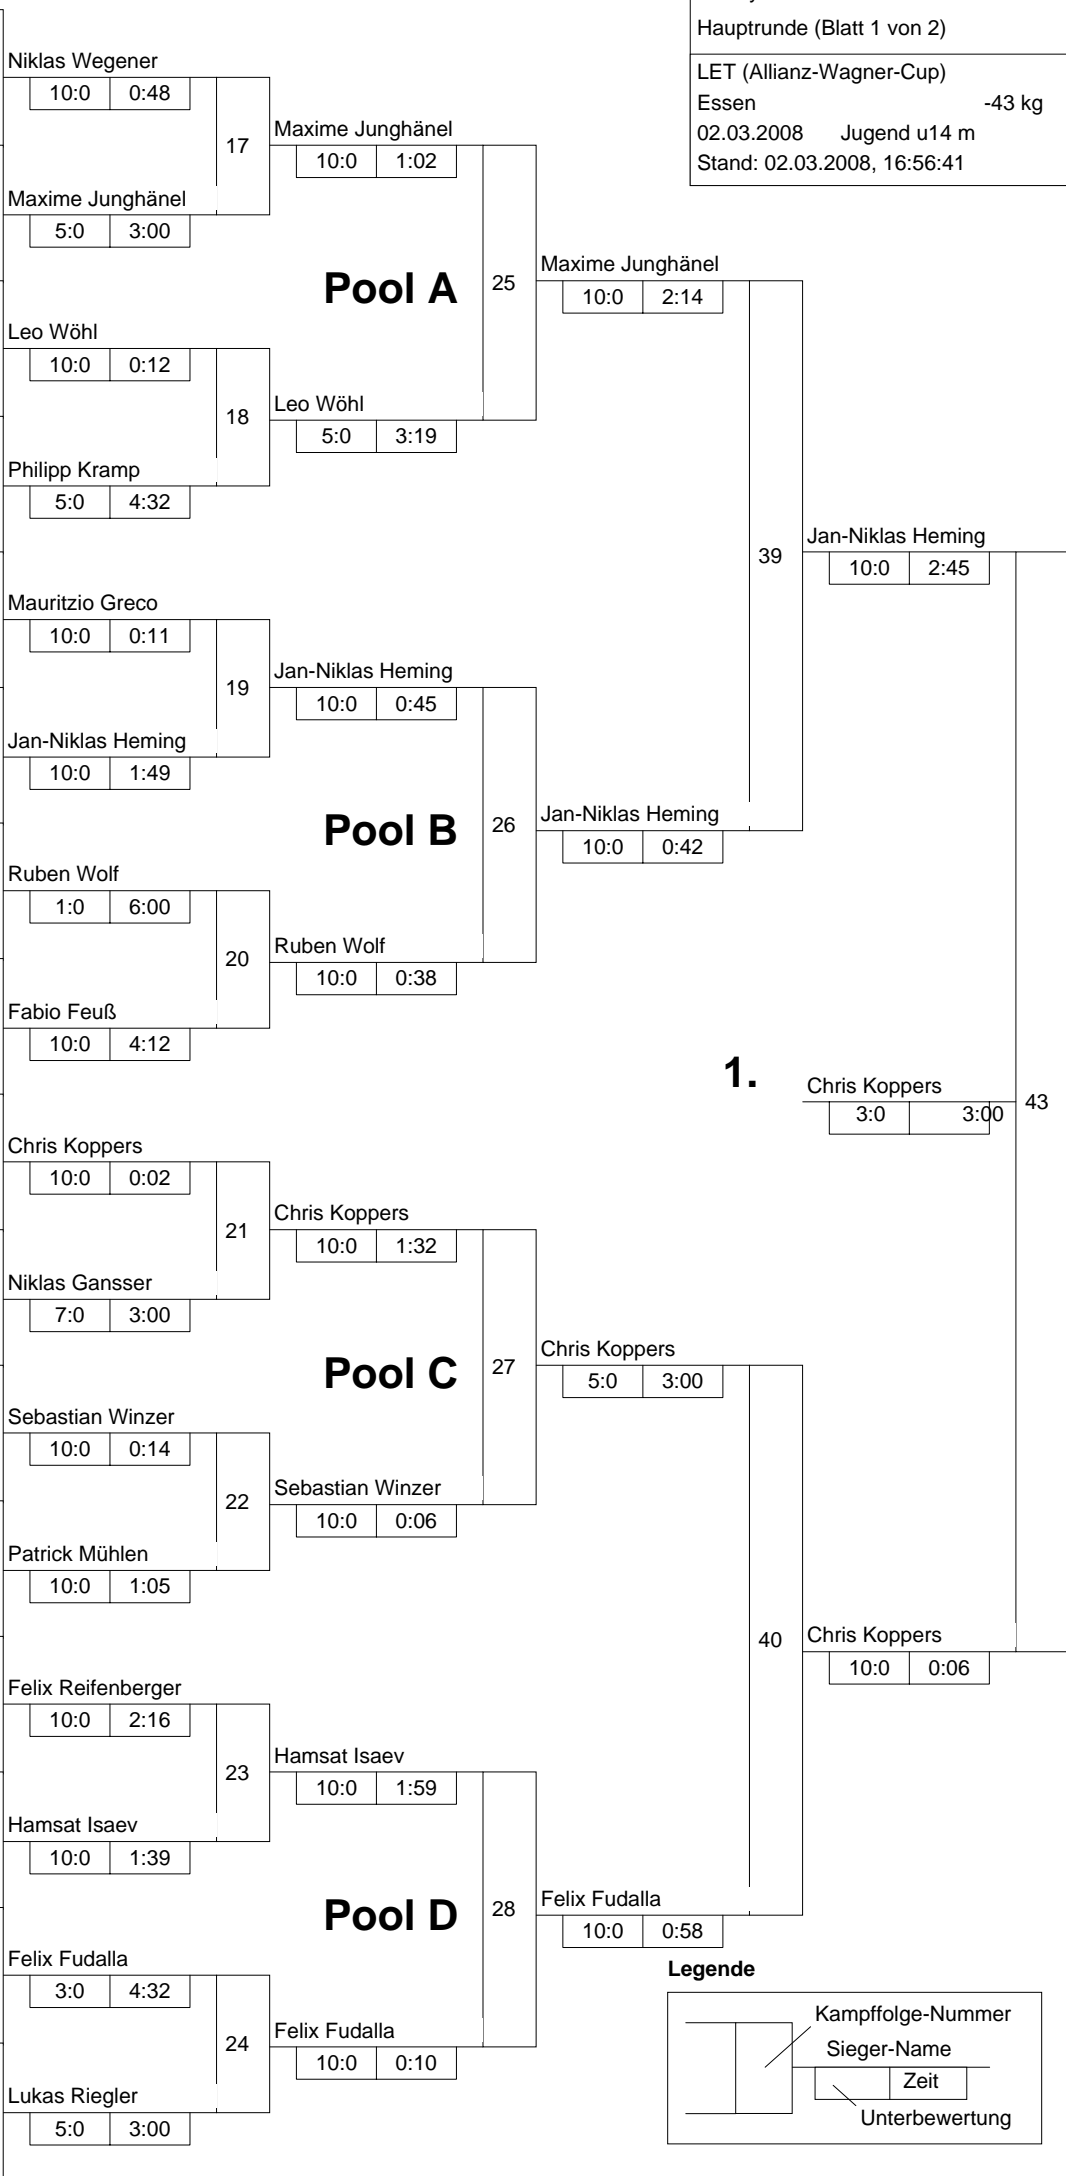 Hauptrunde (Blatt 1 von 2)
LET (Allianz-Wagner-Cup)
Essen -43 kg
02.03.2008 Jugend u14 m
Stand: 02.03.2008, 16:56:41
Niklas Wegener
10:0 0:48
17
Maxime Junghänel
10:0 1:02
Maxime Junghänel
5:0 3:00
Pool A
25
Maxime Junghänel
10:0 2:14
Leo Wöhl
10:0 0:12
18
Leo Wöhl
5:0 3:19
Philipp Kramp
5:0 4:32
39
Jan-Niklas Heming
10:0 2:45
Mauritzio Greco
10:0 0:11
19
Jan-Niklas Heming
10:0 0:45
Jan-Niklas Heming
10:0 1:49
Pool B
26
Jan-Niklas Heming
10:0 0:42
Ruben Wolf
1:0 6:00
20
Ruben Wolf
10:0 0:38
Fabio Feuß
10:0 4:12
1.
Chris Koppers
3:0 3:00
43
Chris Koppers
10:0 0:02
21
Chris Koppers
10:0 1:32
Niklas Gansser
7:0 3:00
Pool C
27
Chris Koppers
5:0 3:00
Sebastian Winzer
10:0 0:14
22
Sebastian Winzer
10:0 0:06
Patrick Mühlen
10:0 1:05
40
Chris Koppers
10:0 0:06
Felix Reifenberger
10:0 2:16
23
Hamsat Isaev
10:0 1:59
Hamsat Isaev
10:0 1:39
Pool D
28
Felix Fudalla
10:0 0:58
Felix Fudalla
3:0 4:32
24
Felix Fudalla
10:0 0:10
Lukas Riegler
5:0 3:00
Legende
Kampffolge-Nummer
Sieger-Name
Zeit
Unterbewertung